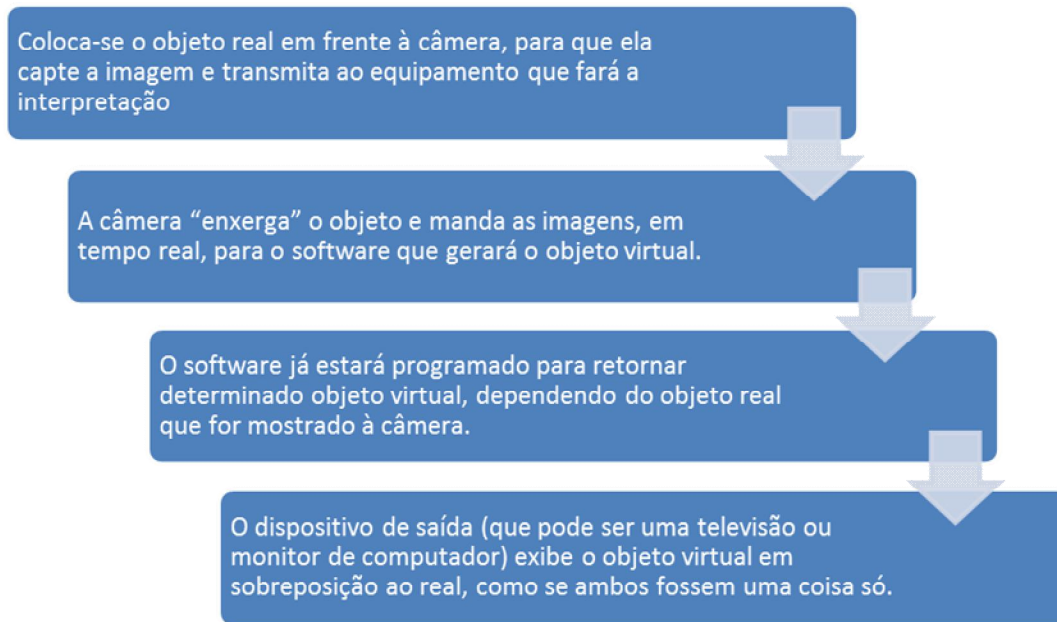 Coloca-se o objeto real em frente à câmera, para que ela
capte a imagem e transmita ao equipamento que fará a
interpretação
A câmera “enxerga” o objeto e manda as imagens, em
tempo real, para o software que gerará o objeto virtual.
O software já estará programado para retornar
determinado objeto virtual, dependendo do objeto real
que for mostrado à câmera.
O dispositivo de saída (que pode ser uma televisão ou
monitor de computador) exibe o objeto virtual em
sobreposição ao real, como se ambos fossem uma coisa só.